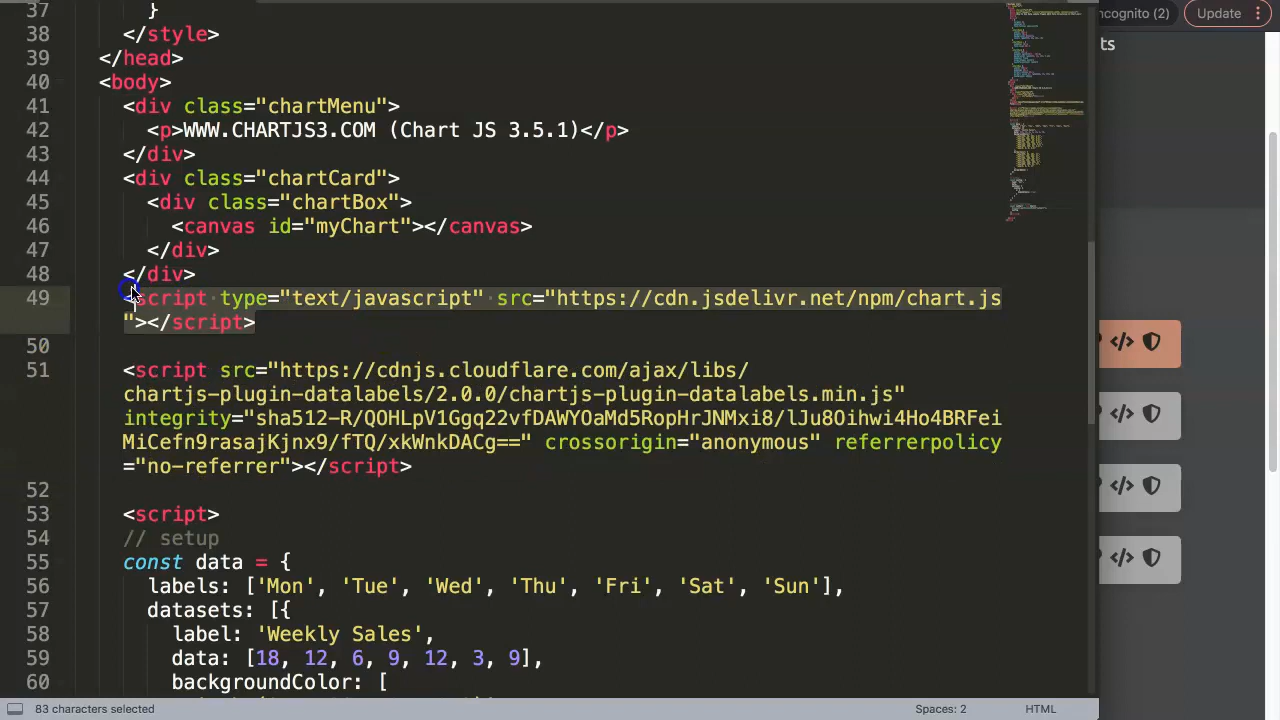 ncognito (2)
Update
ts
37 }
38 </style>
39 </head>
40 <body>
41 <div class="chartMenu">
42 <p>WWW.CHARTJS3.COM (Chart JS 3.5.1)</p>
43 </div>
44 <div class="chartCard">
45 <div class="chartBox">
46 <canvas id="myChart"></canvas>
47 </div>
48 </div>
49 <script type="text/javascript" src="https://cdn.jsdelivr.net/npm/chart.js
"></script>
50
51 <script src="https://cdnjs.cloudflare.com/ajax/libs/
chartjs-plugin-datalabels/2.0.0/chartjs-plugin-datalabels.min.js"
integrity="sha512-R/QOHLpV1Ggq22vfDAWYOaMd5RopHrJNMxi8/lJu8Oihwi4Ho4BRFei
MiCefn9rasajKjnx9/fTQ/xkWnkDACg==" crossorigin="anonymous" referrerpolicy
="no-referrer"></script>
52
53 <script>
54 // setup
55 const data = {
56 labels: ['Mon', 'Tue', 'Wed', 'Thu', 'Fri', 'Sat', 'Sun'],
57 datasets: [{
58 label: 'Weekly Sales',
59 data: [18, 12, 6, 9, 12, 3, 9],
60 backgroundColor: [
83 characters selected
Spaces: 2
HTML